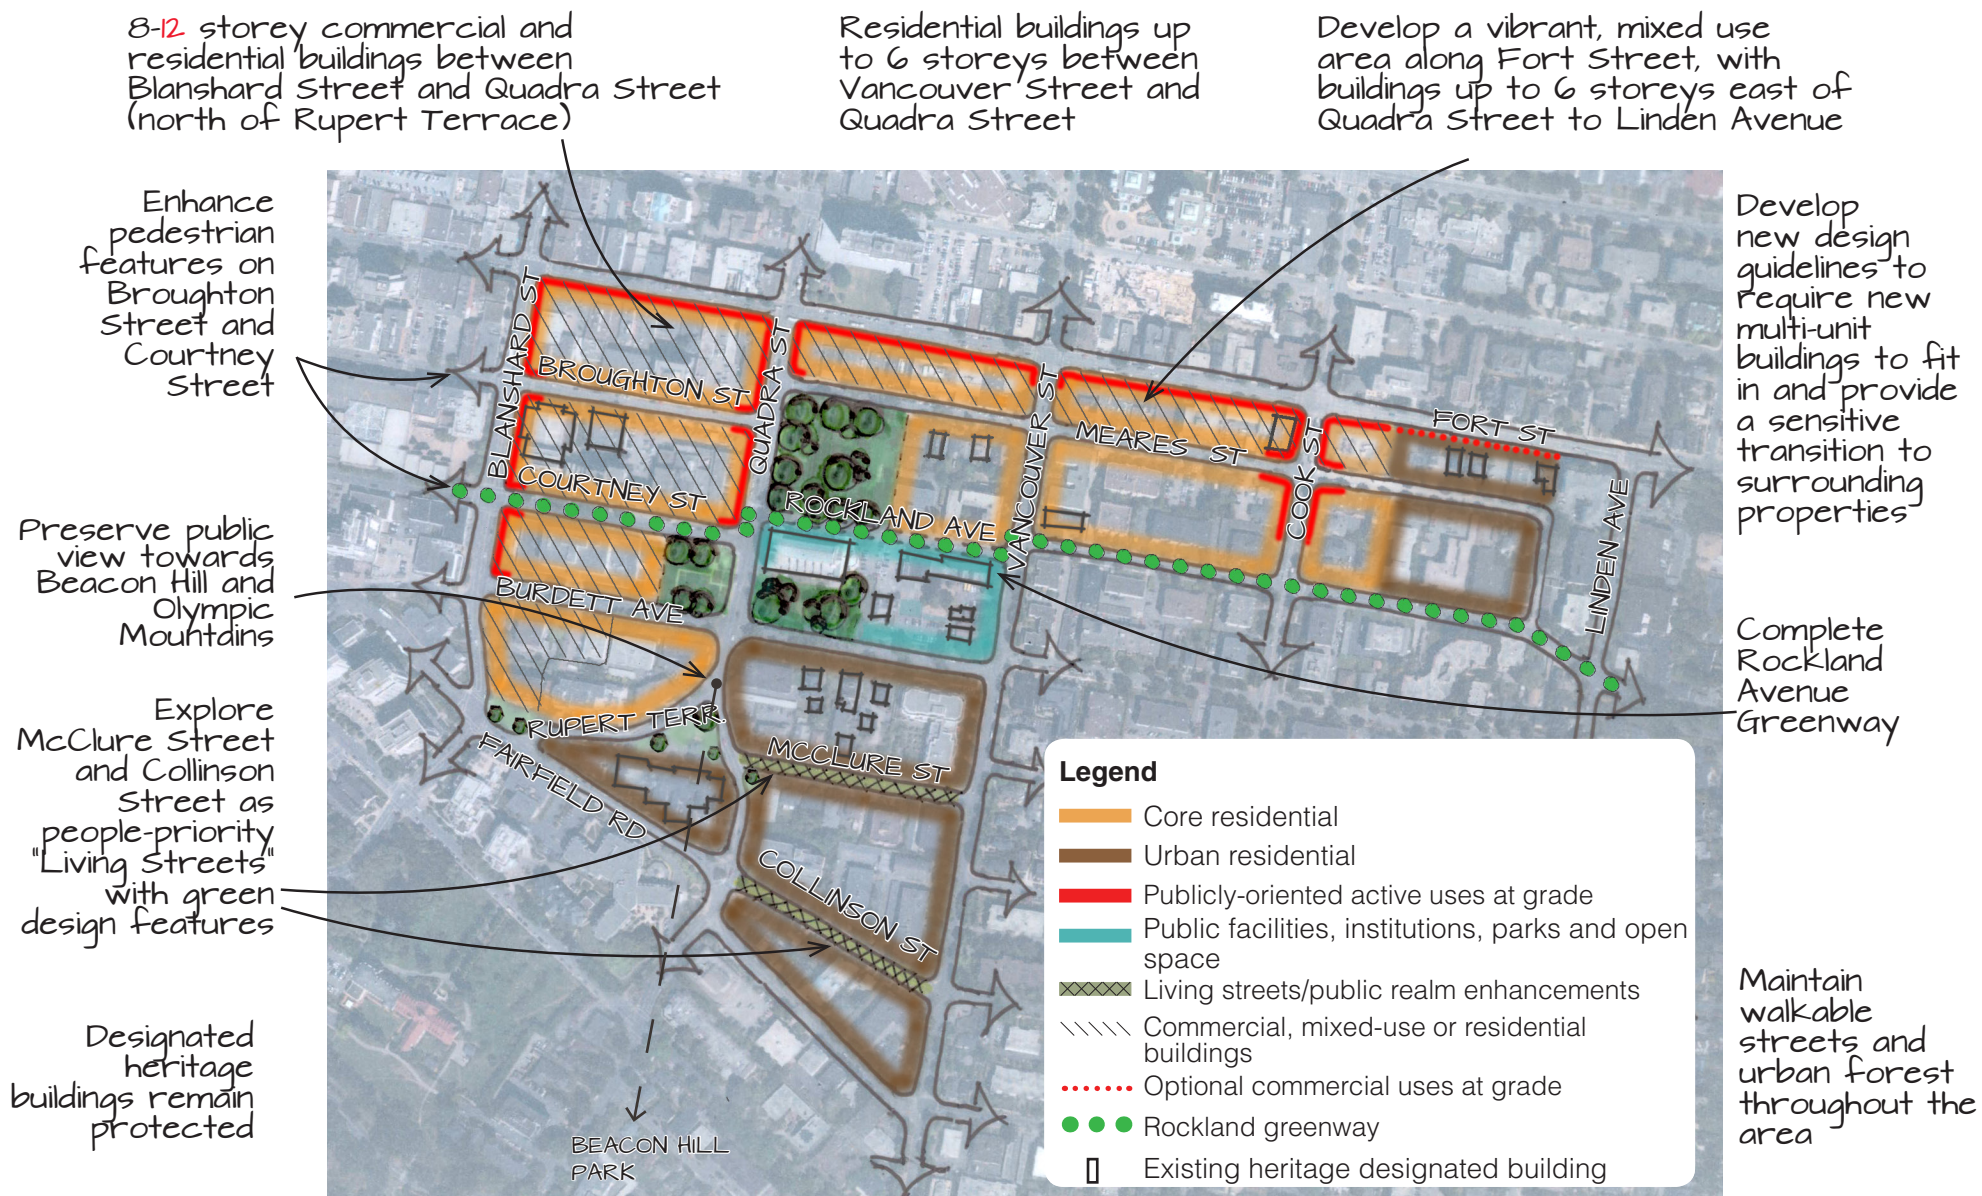 8-12 storey commercial and
residential buildings between
Blanshard Street and Quadra Street
(north of Rupert Terrace)
Residential buildings up
to 6 storeys between
Vancouver Street and
Quadra Street
Develop a vibrant, mixed use
area along Fort Street, with
buildings up to 6 storeys east of
Quadra Street to Linden Avenue
Enhance
pedestrian
features on
Broughton
Street and
Courtney
Street
Preserve public
view towards
Beacon Hill and
Olympic
Mountains
Explore
McClure Street
and Collinson
Street as
people-priority
"Living Streets"
with green
design features
Designated
heritage
buildings remain
protected
BLANSHARD ST
BROUGHTON ST
QUADRA ST
COURTNEY ST
ROCKLAND AVE
VANCOUVER ST
MEARES ST
COOK ST
FORT ST
LINDEN AVE
BURDETT AVE
RUPERT TERR.
FAIRFIELD RD
MCCLURE ST
COLLINSON ST
BEACON HILL
PARK
Develop
new design
guidelines to
require new
multi-unit
buildings to fit
in and provide
a sensitive
transition to
surrounding
properties
Complete
Rockland
Avenue
Greenway
Maintain
walkable
streets and
urban forest
throughout the
area
Legend
Core residential
Urban residential
Publicly-oriented active uses at grade
Public facilities, institutions, parks and open
space
Living streets/public realm enhancements
Commercial, mixed-use or residential
buildings
Optional commercial uses at grade
Rockland greenway
Existing heritage designated building